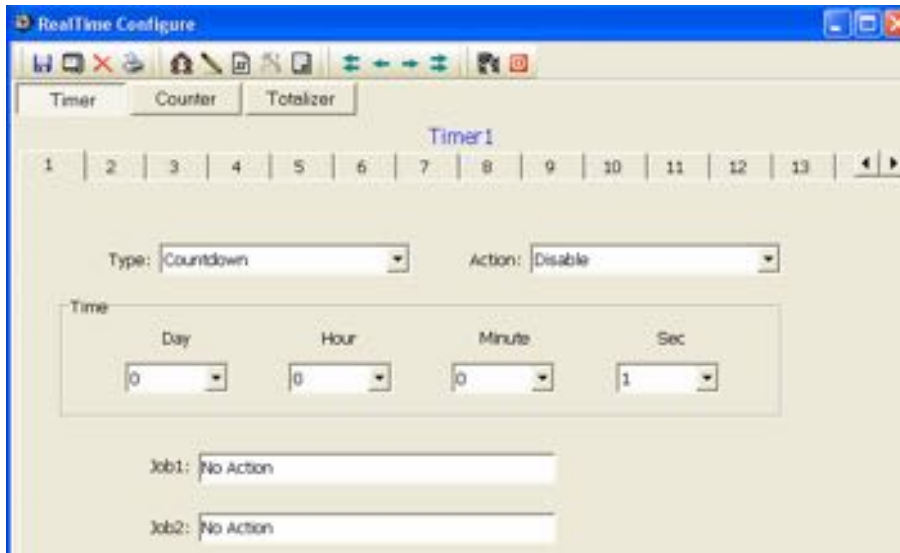 RealTime Configure
Timer Counter Totalizer
Timer1
1 2 3 4 5 6 7 8 9 10 11 12 13
Type: Countdown Action: Disable
Time
Day Hour Minute Sec
0 0 0 1
Job1: No Action
Job2: No Action